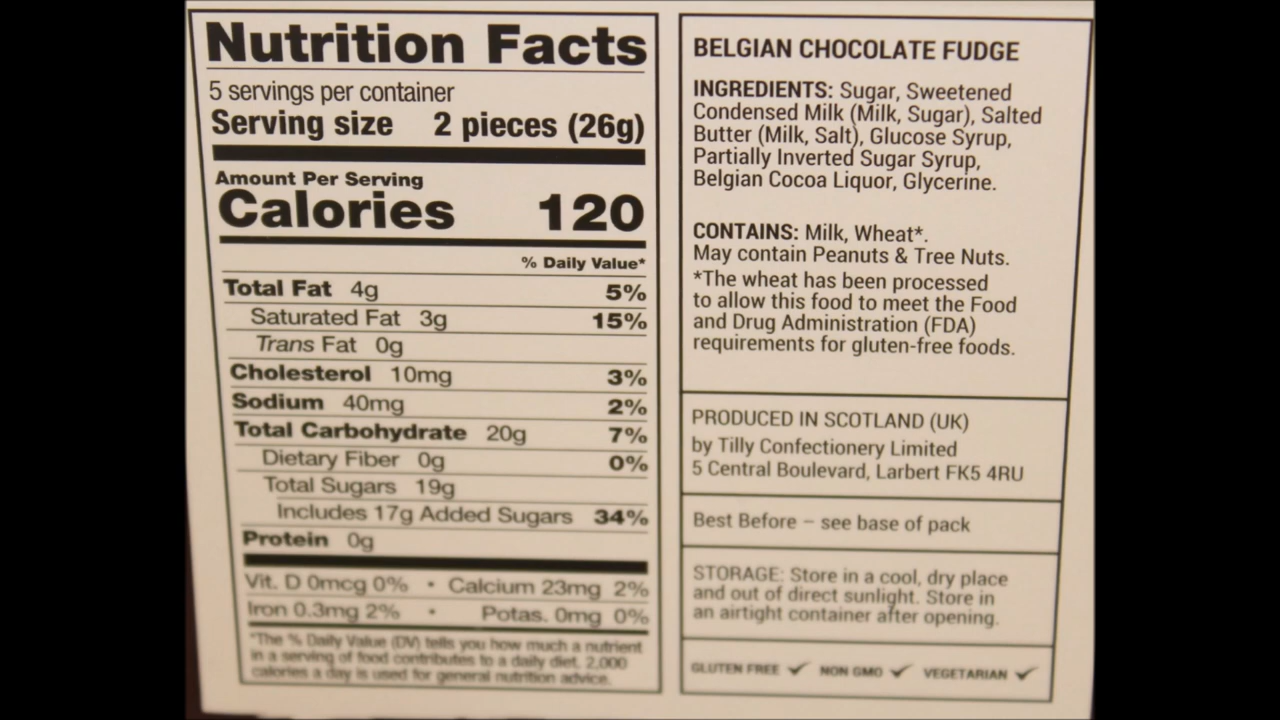 Nutrition Facts
5 servings per container
Serving size 2 pieces (26g)
Amount Per Serving
Calories 120
% Daily Value*
Total Fat 4g 5%
Saturated Fat 3g 15%
Trans Fat 0g
Cholesterol 10mg 3%
Sodium 40mg 2%
Total Carbohydrate 20g 7%
Dietary Fiber 0g 0%
Total Sugars 19g
Includes 17g Added Sugars 34%
Protein 0g
Vit. D 0mcg 0% • Calcium 23mg 2%
Iron 0.3mg 2% • Potas. 0mg 0%
*The % Daily Value (DV) tells you how much a nutrient
in a serving of food contributes to a daily diet. 2,000
calories a day is used for general nutrition advice.
BELGIAN CHOCOLATE FUDGE
INGREDIENTS: Sugar, Sweetened
Condensed Milk (Milk, Sugar), Salted
Butter (Milk, Salt), Glucose Syrup,
Partially Inverted Sugar Syrup,
Belgian Cocoa Liquor, Glycerine.
CONTAINS: Milk, Wheat*.
May contain Peanuts & Tree Nuts.
*The wheat has been processed
to allow this food to meet the Food
and Drug Administration (FDA)
requirements for gluten-free foods.
PRODUCED IN SCOTLAND (UK)
by Tilly Confectionery Limited
5 Central Boulevard, Larbert FK5 4RU
Best Before – see base of pack
STORAGE: Store in a cool, dry place
and out of direct sunlight. Store in
an airtight container after opening.
GLUTEN FREE ✓ NON GMO ✓ VEGETARIAN ✓